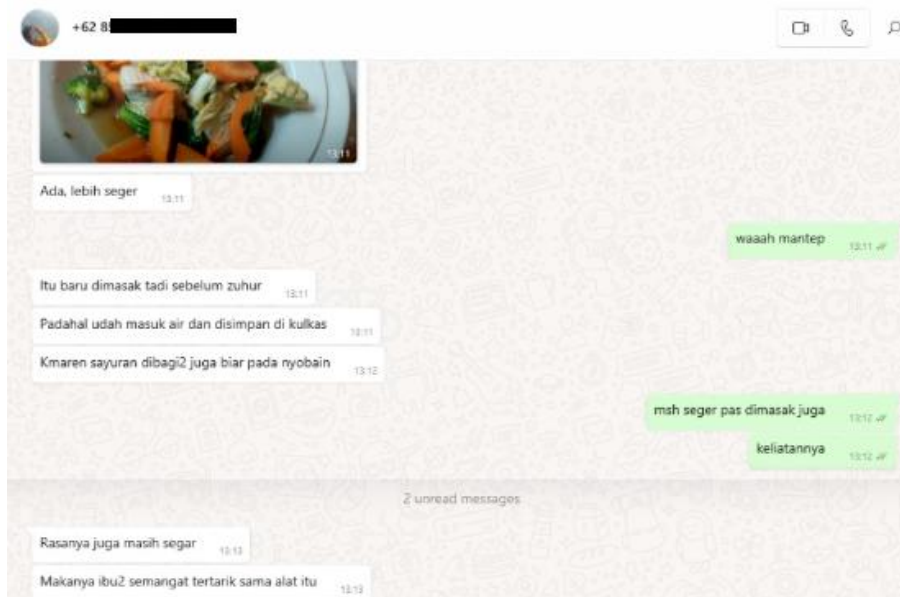 +62 8
13:11
Ada, lebih seger 13:11
waaah mantep 13:11
Itu baru dimasak tadi sebelum zuhur 13:11
Padahal udah masuk air dan disimpan di kulkas 13:11
Kmaren sayuran dibagi2 juga biar pada nyobain 13:12
msh seger pas dimasak juga 13:12
keliatannya 13:12
2 unread messages
Rasanya juga masih segar 13:13
Makanya ibu2 semangat tertarik sama alat itu 13:13